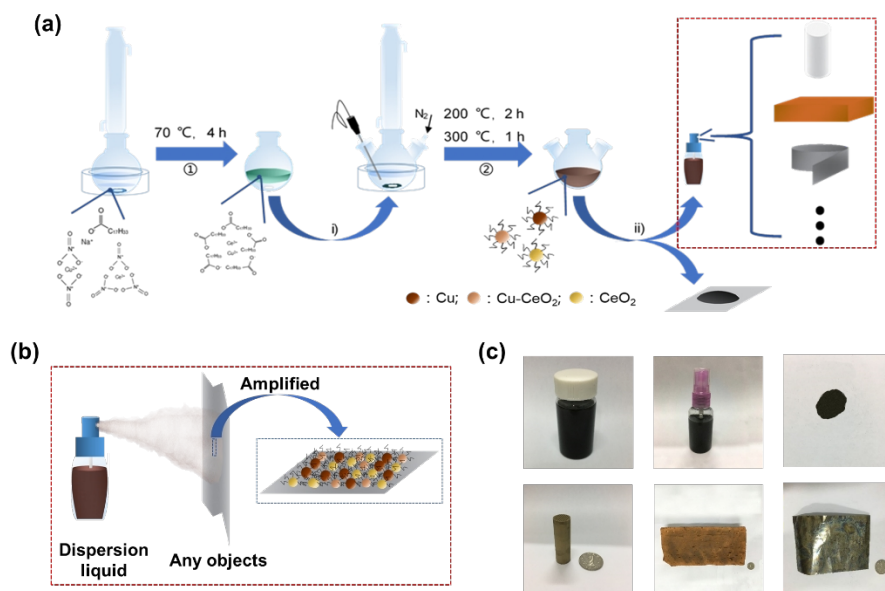 (a)
70 ℃, 4 h
①
N₂
200 ℃, 2 h
300 ℃, 1 h
②
i)
ii)
Na⁺
: Cu; : Cu-CeO₂; : CeO₂
(b)
Amplified
Dispersion
liquid
Any objects
(c)